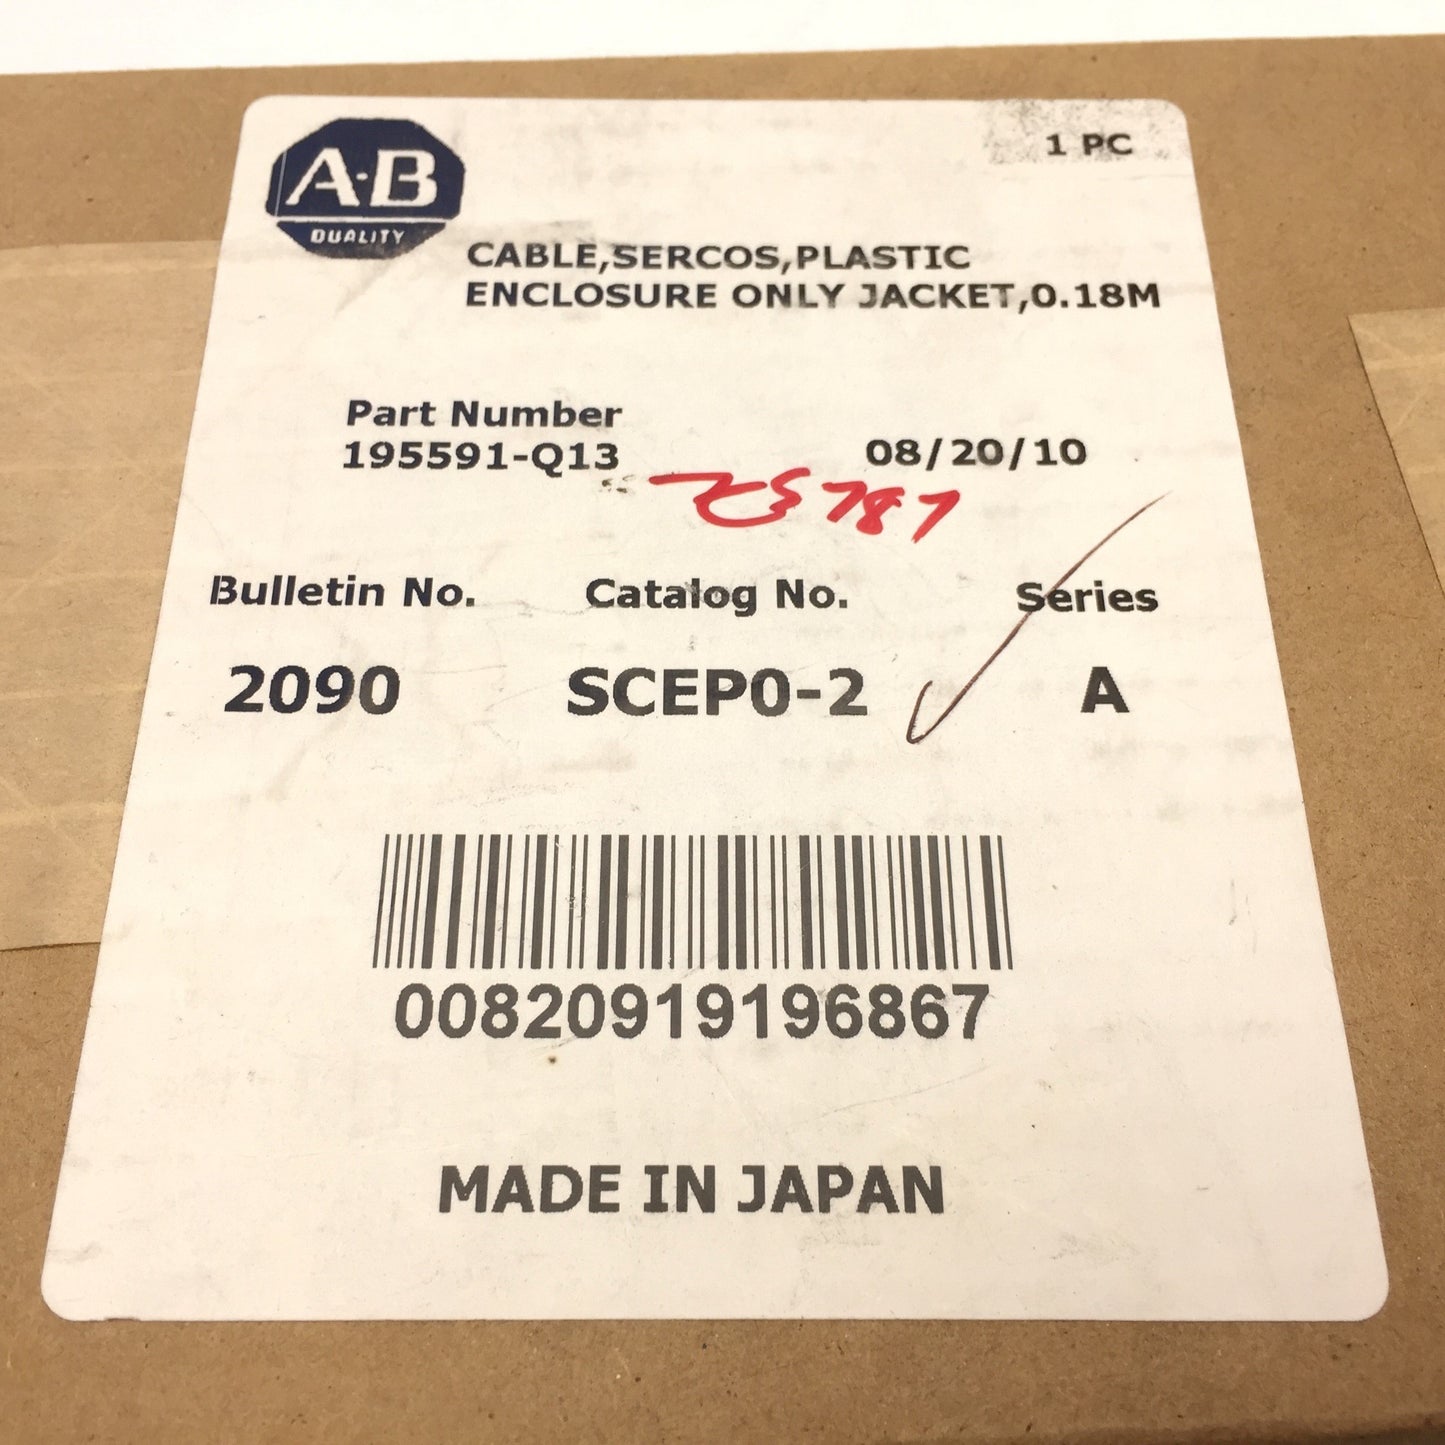 1 PC
A·B
QUALITY
CABLE,SERCOS,PLASTIC
ENCLOSURE ONLY JACKET,0.18M
Part Number
195591-Q13 08/20/10
787
Bulletin No. Catalog No. Series
2090 SCEP0-2 A
00820919196867
MADE IN JAPAN